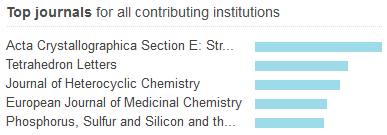 Top journals for all contributing institutions
Acta Crystallographica Section E: Str...
Tetrahedron Letters
Journal of Heterocyclic Chemistry
European Journal of Medicinal Chemistry
Phosphorus, Sulfur and Silicon and th...